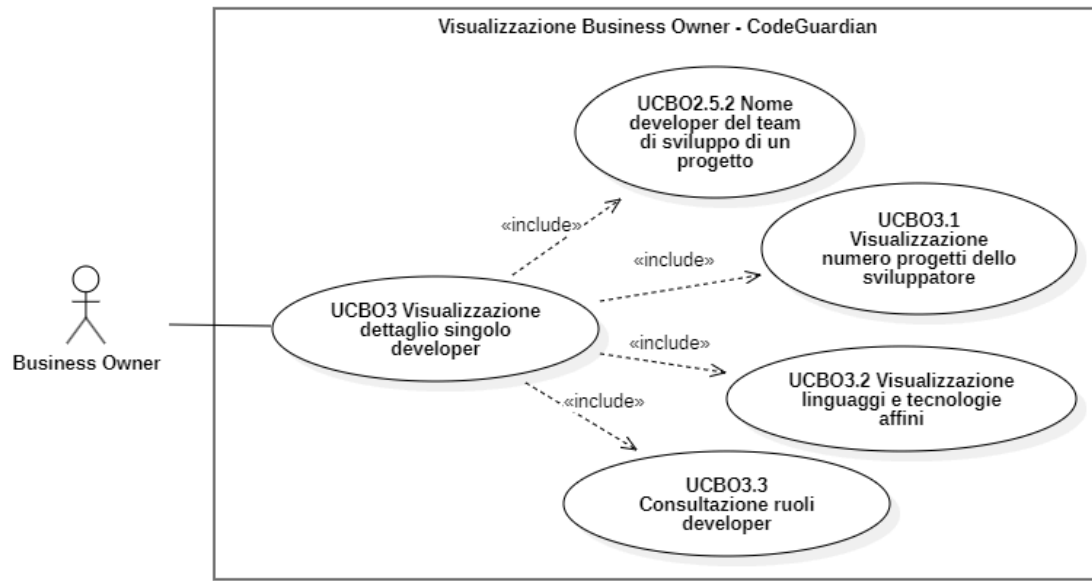 Visualizzazione Business Owner - CodeGuardian
UCBO2.5.2 Nome
developer del team
di sviluppo di un
progetto
«include»
UCBO3.1
Visualizzazione
numero progetti dello
sviluppatore
«include»
UCBO3 Visualizzazione
dettaglio singolo
developer
Business Owner
«include»
UCBO3.2 Visualizzazione
linguaggi e tecnologie
affini
«include»
UCBO3.3
Consultazione ruoli
developer